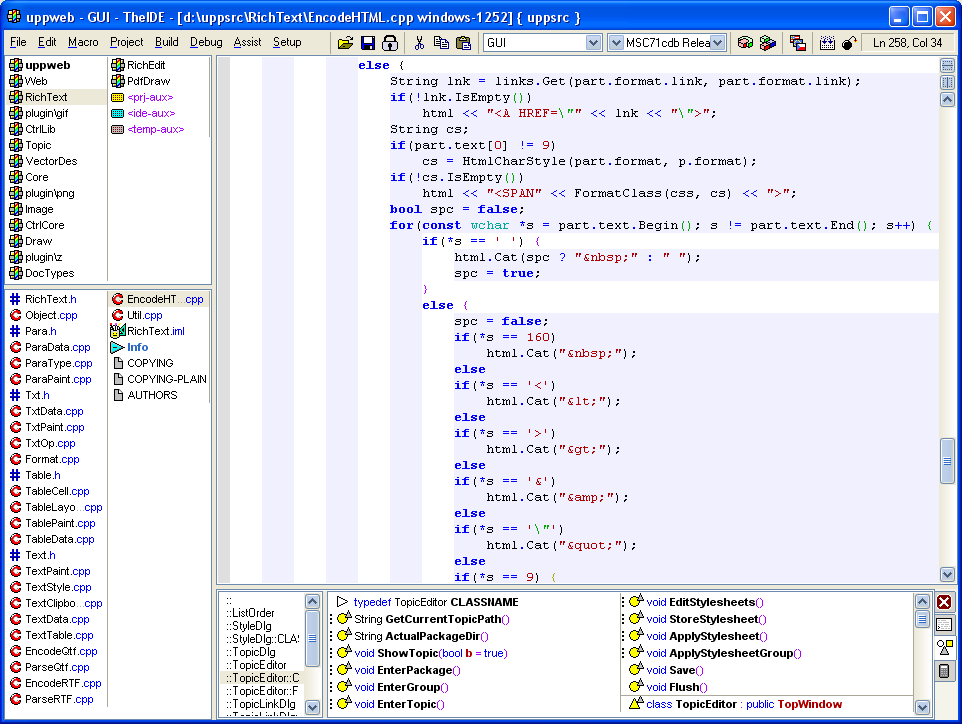 uppweb - GUI - TheIDE - [d:\uppsrc\RichText\EncodeHTML.cpp windows-1252] { uppsrc }
File Edit Macro Project Build Debug Assist Setup
GUI
MSC71cdb Relea
Ln 258, Col 34
uppweb
Web
RichText
plugin\gif
CtrlLib
Topic
VectorDes
Core
plugin\png
Image
CtrlCore
Draw
plugin\z
DocTypes
RichEdit
PdfDraw
<prj-aux>
<ide-aux>
<temp-aux>
RichText.h
Object.cpp
Para.h
ParaData.cpp
ParaType.cpp
ParaPaint.cpp
Txt.h
TxtData.cpp
TxtPaint.cpp
TxtOp.cpp
Format.cpp
Table.h
TableCell.cpp
TableLayo...cpp
TablePaint.cpp
TableData.cpp
Text.h
TextPaint.cpp
TextStyle.cpp
TextClipbo...cpp
TextData.cpp
TextTable.cpp
EncodeQtf.cpp
ParseQtf.cpp
EncodeRTF.cpp
ParseRTF.cpp
EncodeHT...cpp
Util.cpp
RichText.iml
Info
COPYING
COPYING-PLAIN
AUTHORS
else {
String lnk = links.Get(part.format.link, part.format.link);
if(!lnk.IsEmpty())
html << "<A HREF=\"" << lnk << "\">";
String cs;
if(part.text[0] != 9)
cs = HtmlCharStyle(part.format, p.format);
if(!cs.IsEmpty())
html << "<SPAN" << FormatClass(css, cs) << ">";
bool spc = false;
for(const wchar *s = part.text.Begin(); s != part.text.End(); s++) {
if(*s == ' ') {
html.Cat(spc ? "&nbsp;" : " ");
spc = true;
}
else {
spc = false;
if(*s == 160)
html.Cat("&nbsp;");
else
if(*s == '<')
html.Cat("&lt;");
else
if(*s == '>')
html.Cat("&gt;");
else
if(*s == '&')
html.Cat("&amp;");
else
if(*s == '\"')
html.Cat("&quot;");
else
if(*s == 9) {
::
::ListOrder
::StyleDlg
::StyleDlg::CLA
::TopicDlg
::TopicEditor
::TopicEditor::C
::TopicEditor::F
::TopicLinkDlg
typedef TopicEditor CLASSNAME
String GetCurrentTopicPath()
String ActualPackageDir()
void ShowTopic(bool b = true)
void EnterPackage()
void EnterGroup()
void EnterTopic()
void EditStylesheets()
void StoreStylesheet()
void ApplyStylesheet()
void ApplyStylesheetGroup()
void Save()
void Flush()
class TopicEditor : public TopWindow